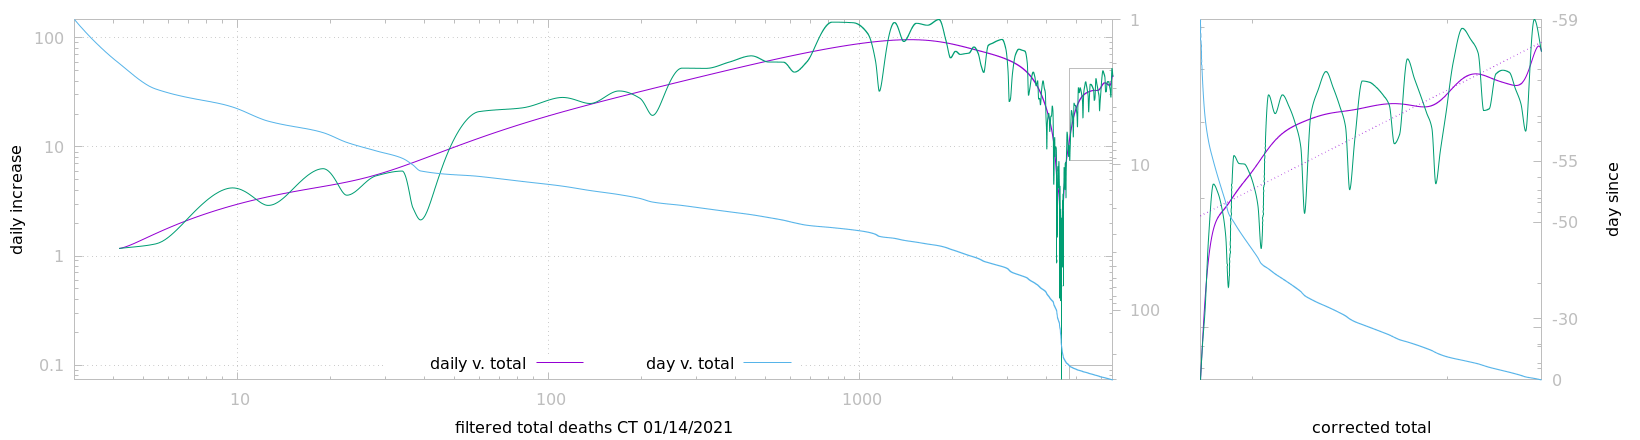 100
10
1
0.1
daily increase
10
100
1000
1
10
100
daily v. total
day v. total
filtered total deaths CT 01/14/2021
-59
-55
-50
-30
0
day since
corrected total